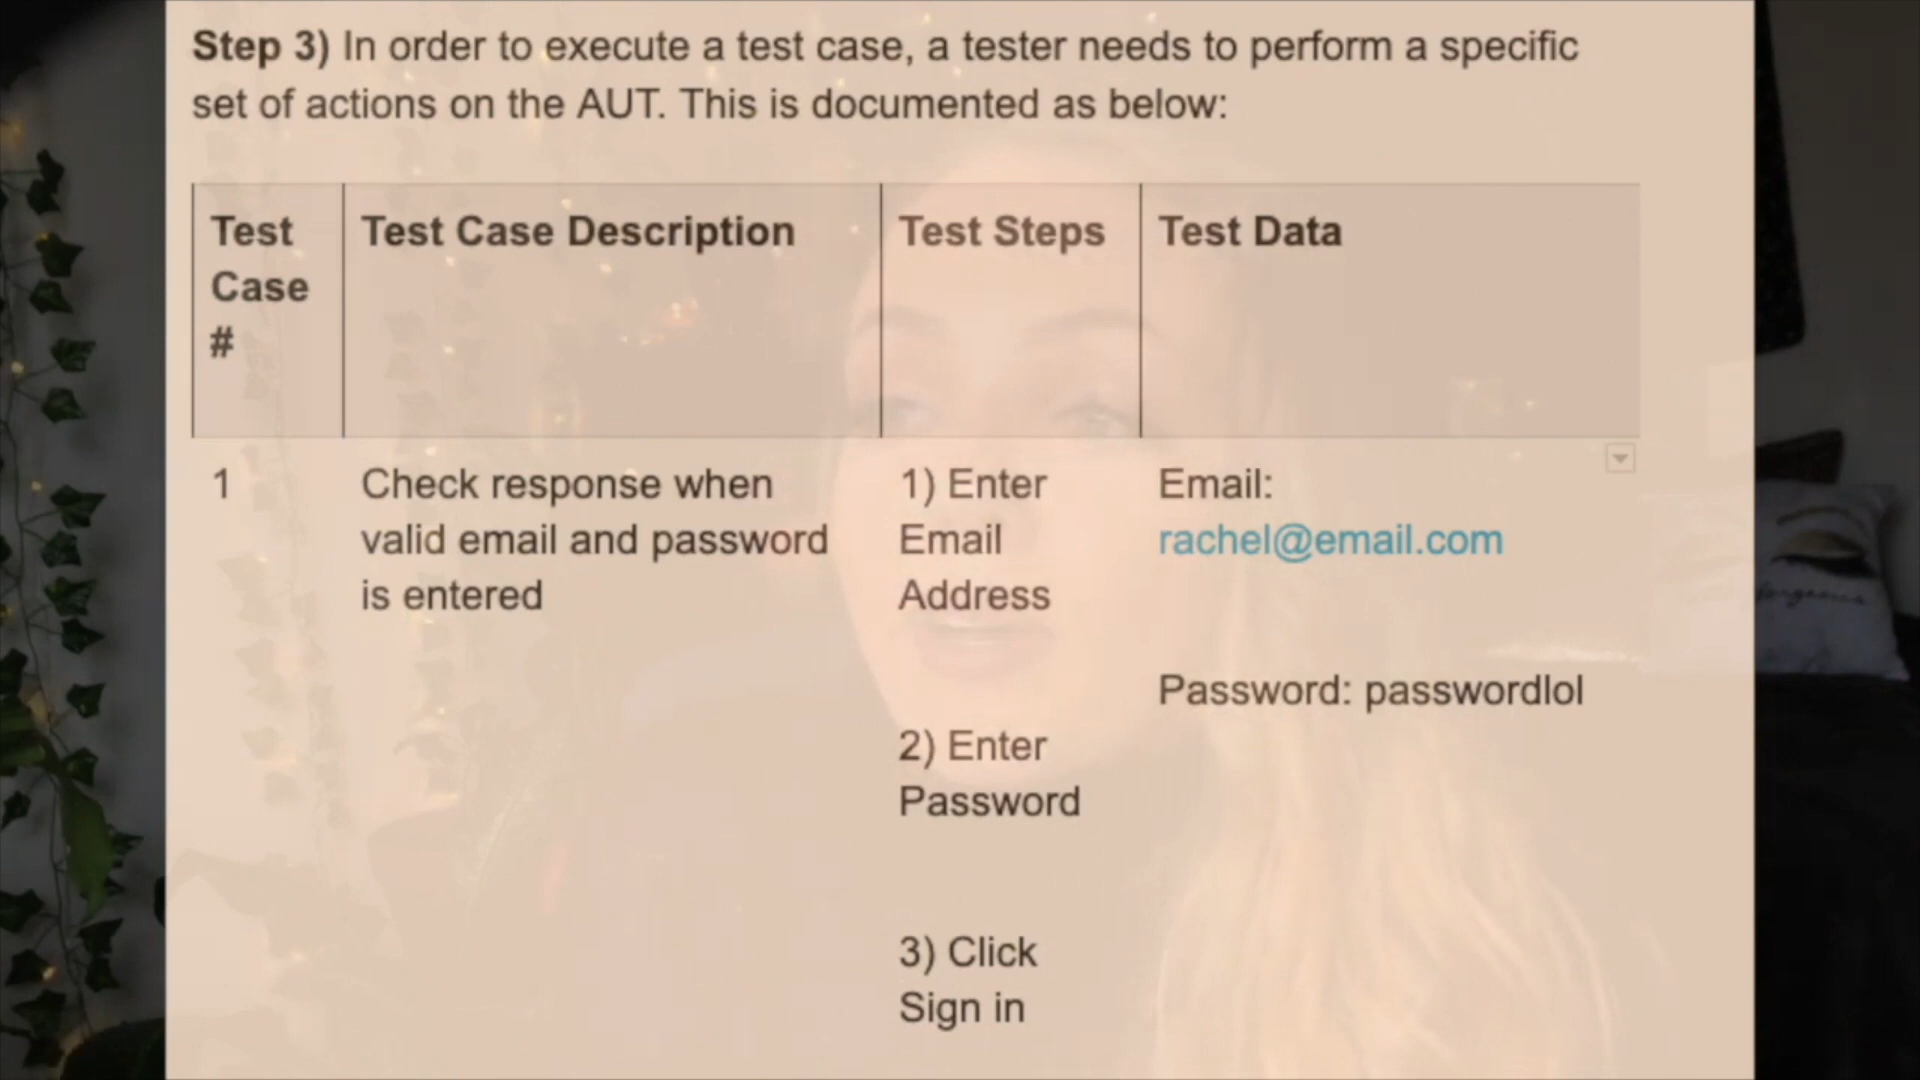 Step 3) In order to execute a test case, a tester needs to perform a specific
set of actions on the AUT. This is documented as below:
Test
Case
#
Test Case Description
Test Steps
Test Data
1
Check response when
valid email and password
is entered
1) Enter
Email
Address
2) Enter
Password
3) Click
Sign in
Email:
rachel@email.com
Password: passwordlol